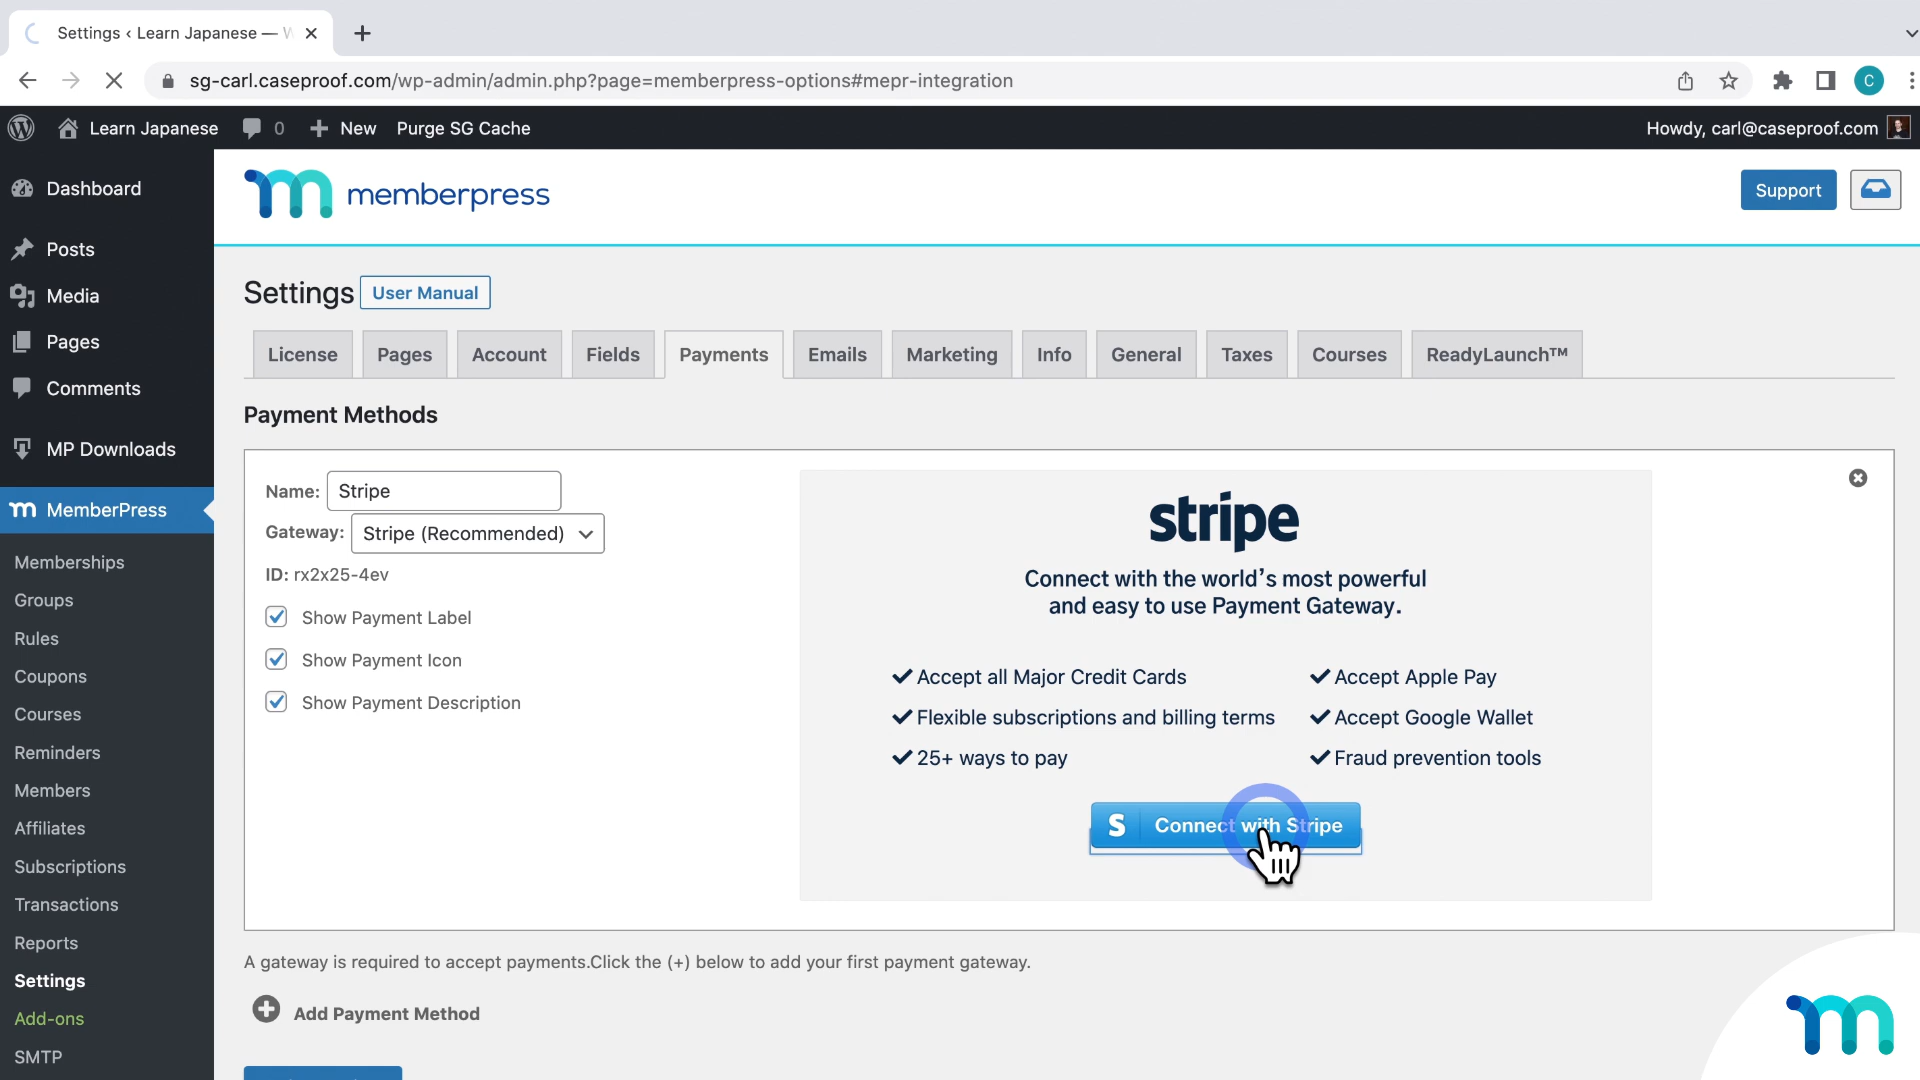 Settings ‹ Learn Japanese — W
sg-carl.caseproof.com/wp-admin/admin.php?page=memberpress-options#mepr-integration
C
Learn Japanese
0
New
Purge SG Cache
Howdy, carl@caseproof.com
Dashboard
Posts
Media
Pages
Comments
MP Downloads
MemberPress
Memberships
Groups
Rules
Coupons
Courses
Reminders
Members
Affiliates
Subscriptions
Transactions
Reports
Settings
Add-ons
SMTP
memberpress
Support
Settings
User Manual
License
Pages
Account
Fields
Payments
Emails
Marketing
Info
General
Taxes
Courses
ReadyLaunch™
Payment Methods
Name: Stripe
Gateway: Stripe (Recommended)
ID: rx2x25-4ev
Show Payment Label
Show Payment Icon
Show Payment Description
stripe
Connect with the world's most powerful
and easy to use Payment Gateway.
Accept all Major Credit Cards
Flexible subscriptions and billing terms
25+ ways to pay
Accept Apple Pay
Accept Google Wallet
Fraud prevention tools
S Connect with Stripe
A gateway is required to accept payments.Click the (+) below to add your first payment gateway.
Add Payment Method